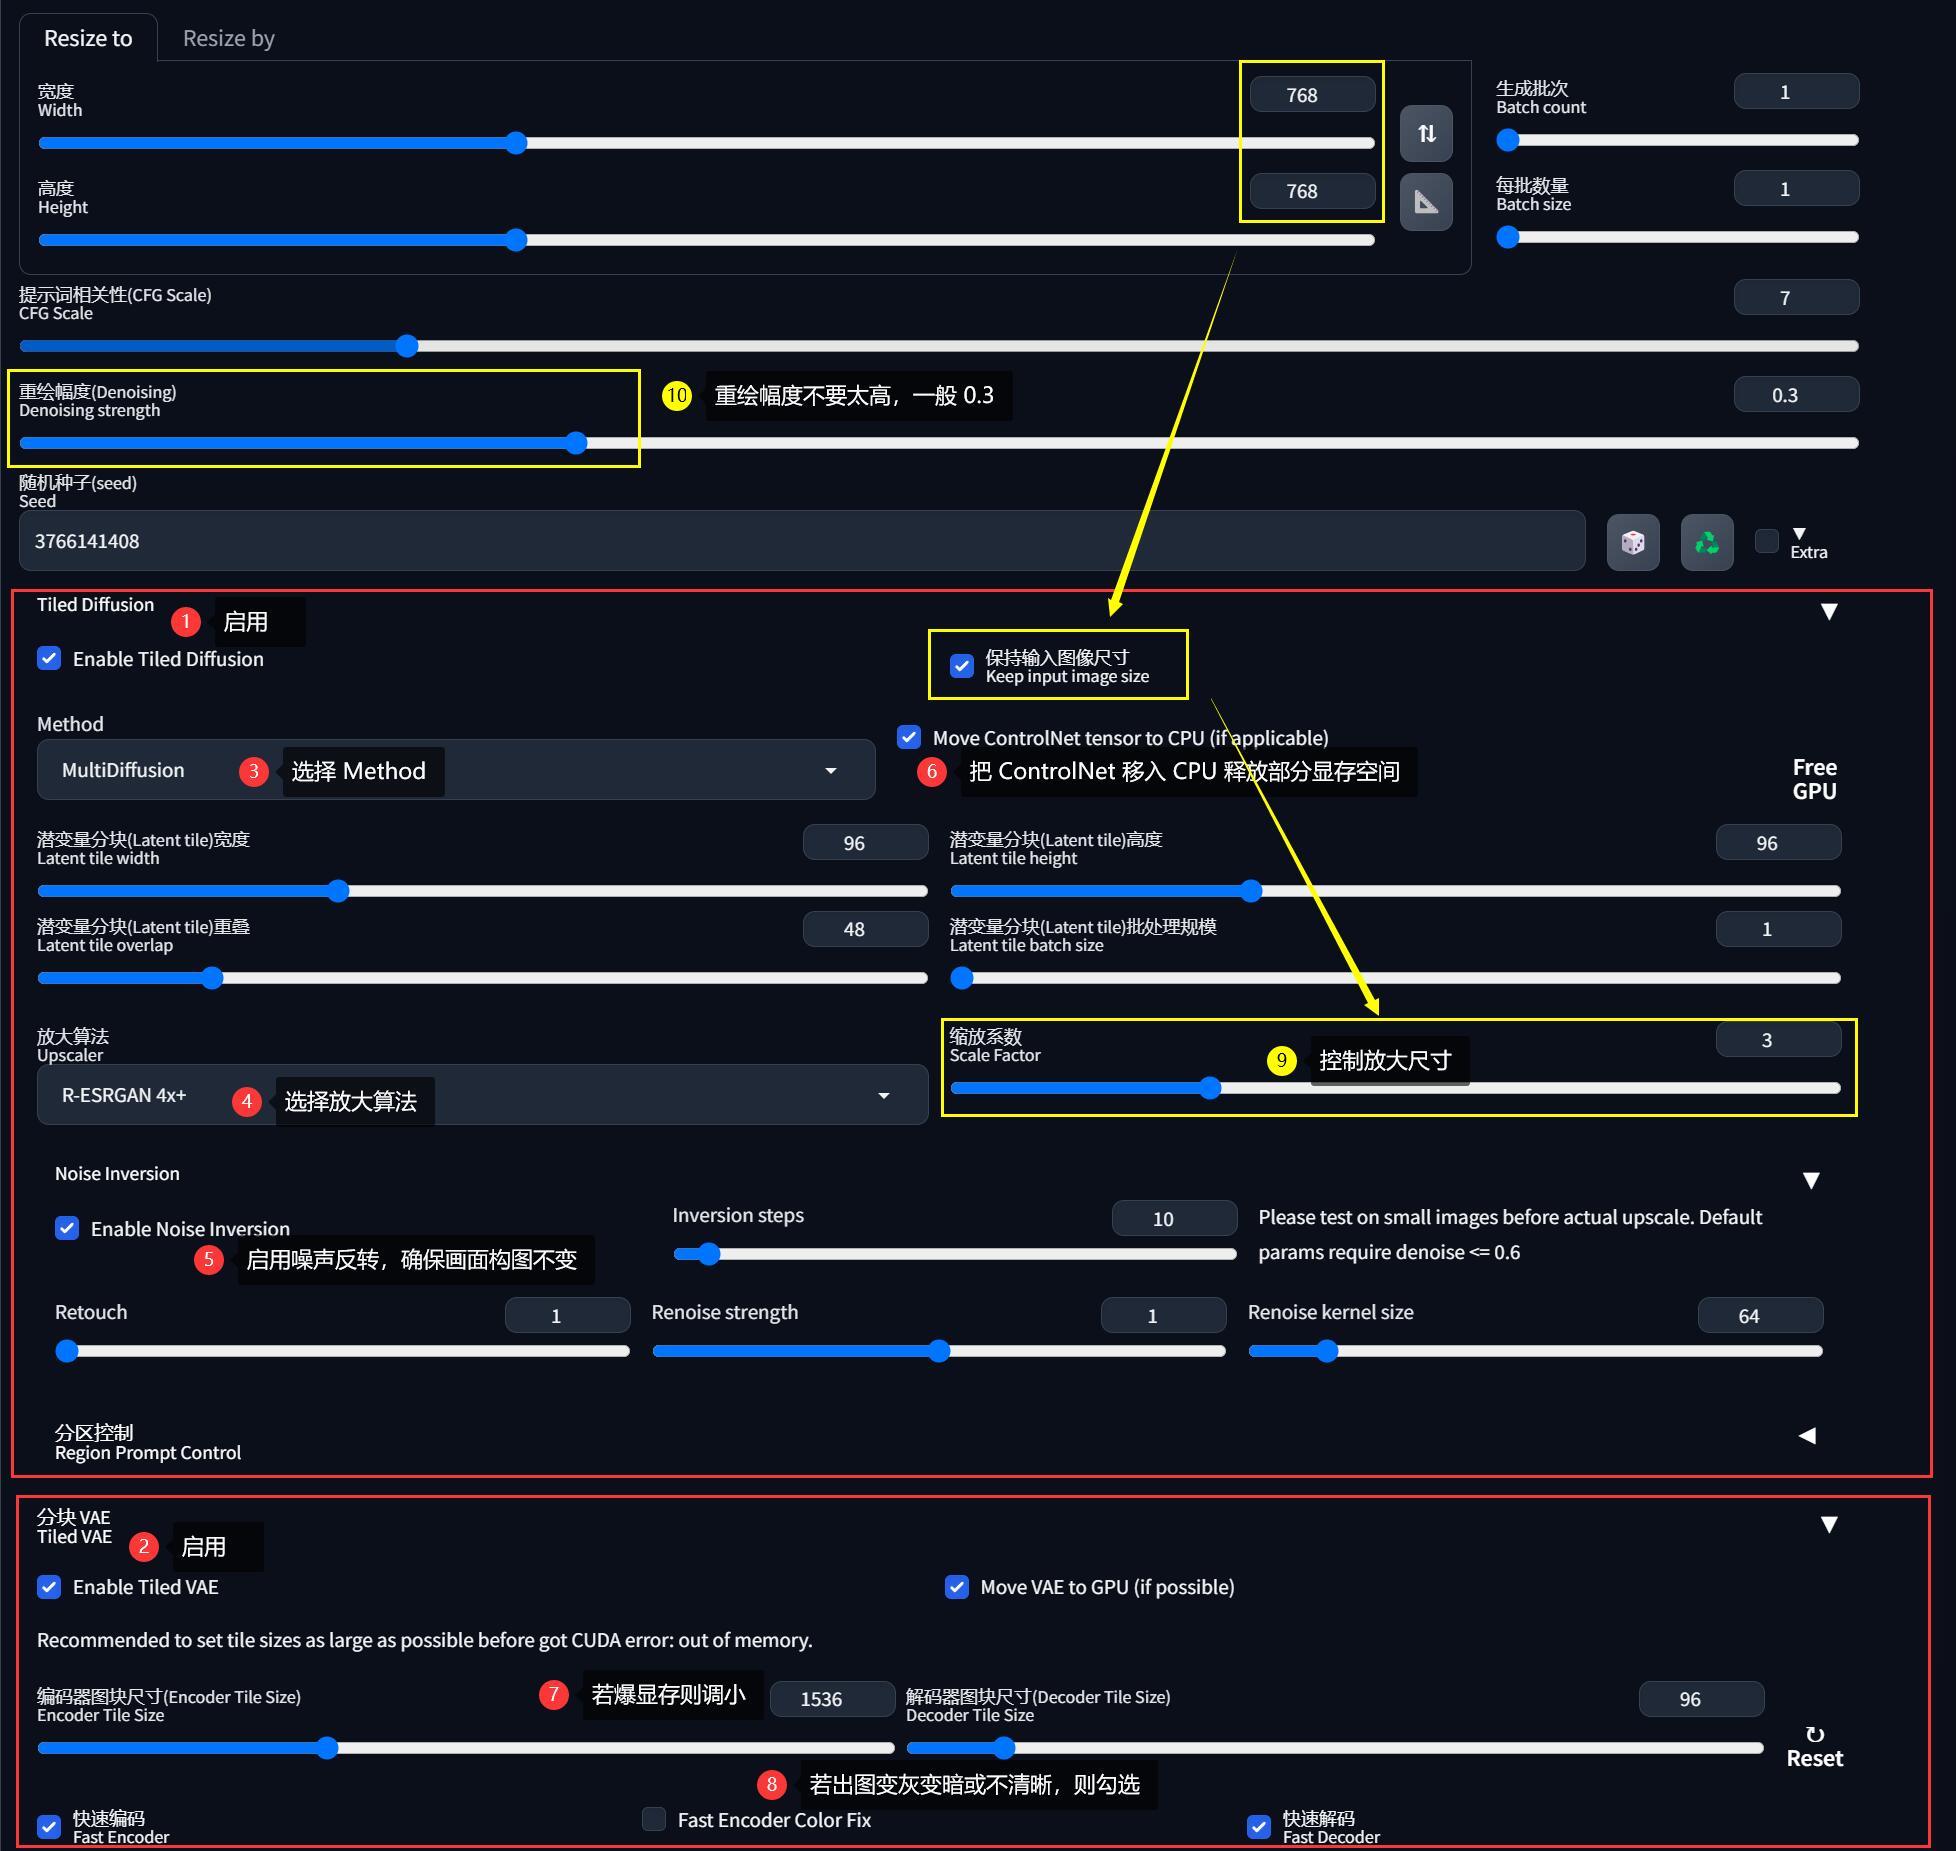 Resize to
Resize by
宽度
Width
768
高度
Height
768
生成批次
Batch count
1
每批数量
Batch size
1
提示词相关性(CFG Scale)
CFG Scale
7
重绘幅度(Denoising)
Denoising strength
10
重绘幅度不要太高，一般 0.3
0.3
随机种子(seed)
Seed
3766141408
Extra
Tiled Diffusion
1
启用
Enable Tiled Diffusion
保持输入图像尺寸
Keep input image size
Method
MultiDiffusion
3
选择 Method
Move ControlNet tensor to CPU (if applicable)
6
把 ControlNet 移入 CPU 释放部分显存空间
Free
GPU
潜变量分块(Latent tile)宽度
Latent tile width
96
潜变量分块(Latent tile)高度
Latent tile height
96
潜变量分块(Latent tile)重叠
Latent tile overlap
48
潜变量分块(Latent tile)批处理规模
Latent tile batch size
1
放大算法
Upscaler
R-ESRGAN 4x+
4
选择放大算法
缩放系数
Scale Factor
9
控制放大尺寸
3
Noise Inversion
Enable Noise Inversion
5
启用噪声反转，确保画面构图不变
Inversion steps
10
Please test on small images before actual upscale. Default
params require denoise <= 0.6
Retouch
1
Renoise strength
1
Renoise kernel size
64
分区控制
Region Prompt Control
分块 VAE
Tiled VAE
2
启用
Enable Tiled VAE
Move VAE to GPU (if possible)
Recommended to set tile sizes as large as possible before got CUDA error: out of memory.
编码器图块尺寸(Encoder Tile Size)
Encoder Tile Size
7
若爆显存则调小
1536
解码器图块尺寸(Decoder Tile Size)
Decoder Tile Size
96
↻
Reset
8
若出图变灰变暗或不清晰，则勾选
快速编码
Fast Encoder
Fast Encoder Color Fix
快速解码
Fast Decoder